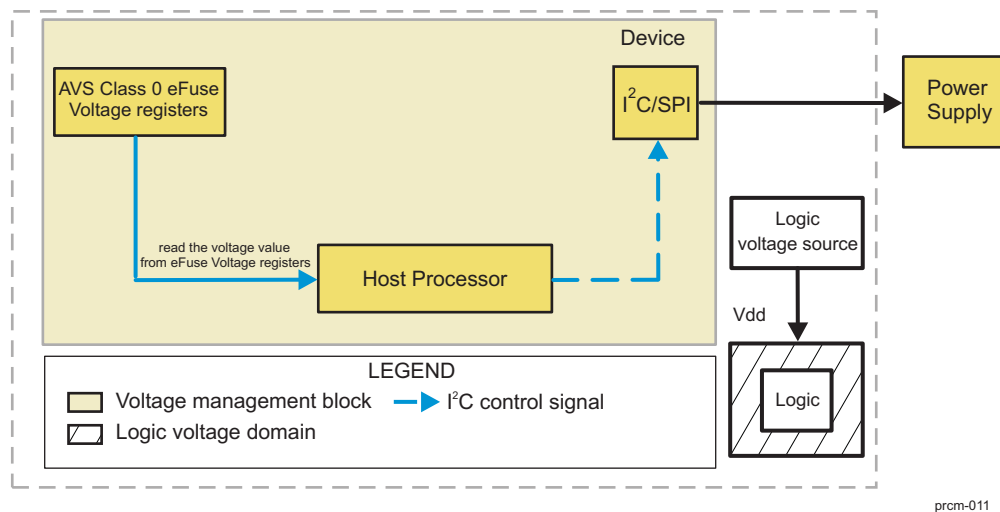 Device
AVS Class 0 eFuse
Voltage registers
I²C/SPI
Power
Supply
read the voltage value
from eFuse Voltage registers
Host Processor
Logic
voltage source
Vdd
Logic
LEGEND
Voltage management block
I²C control signal
Logic voltage domain
prcm-011